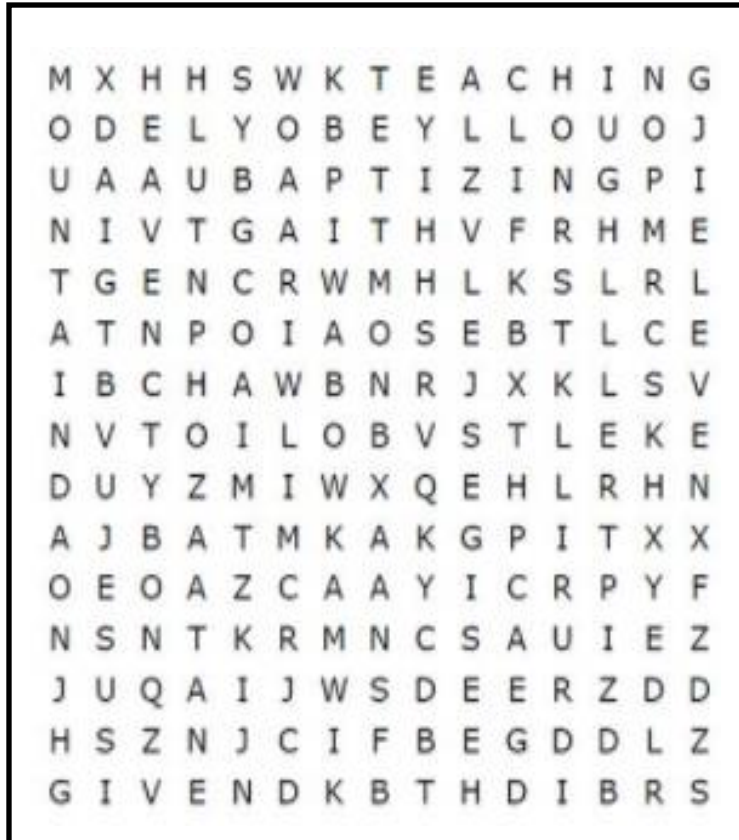 M X H H S W K T E A C H I N G
O D E L Y O B E Y L L O U O J
U A A U B A P T I Z I N G P I
N I V T G A I T H V F R H M E
T G E N C R W M H L K S L R L
A T N P O I A O S E B T L C E
I B C H A W B N R J X K L S V
N V T O I L O B V S T L E K E
D U Y Z M I W X Q E H L R H N
A J B A T M K A K G P I T X X
O E O A Z C A A Y I C R P Y F
N S N T K R M N C S A U I E Z
J U Q A I J W S D E E R Z D D
H S Z N J C I F B E G D D L Z
G I V E N D K B T H D I B R S